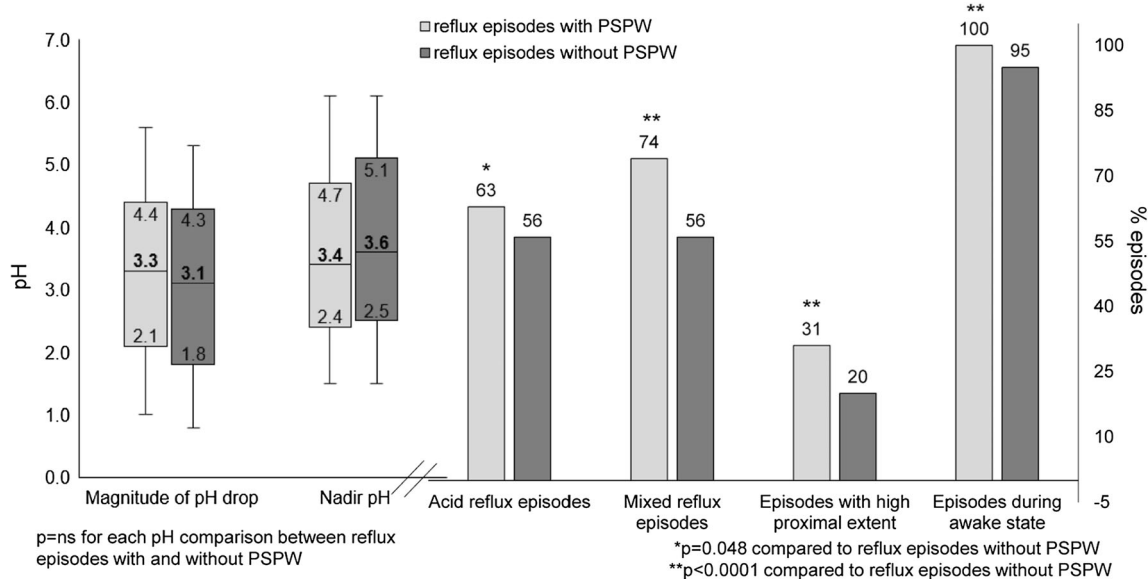 reflux episodes with PSPW
reflux episodes without PSPW
pH
7.0
6.0
5.0
4.0
3.0
2.0
1.0
0.0
4.4
3.3
2.1
4.3
3.1
1.8
4.7
3.4
2.4
5.1
3.6
2.5
*
63
56
**
74
56
**
31
20
**
100
95
100
85
70
55
40
25
10
-5
% episodes
Magnitude of pH drop
Nadir pH
Acid reflux episodes
Mixed reflux
episodes
Episodes with high
proximal extent
Episodes during
awake state
p=ns for each pH comparison between reflux
episodes with and without PSPW
*p=0.048 compared to reflux episodes without PSPW
**p<0.0001 compared to reflux episodes without PSPW